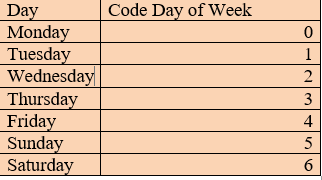 Day Code Day of Week
Monday 0
Tuesday 1
Wednesday 2
Thursday 3
Friday 4
Sunday 5
Saturday 6